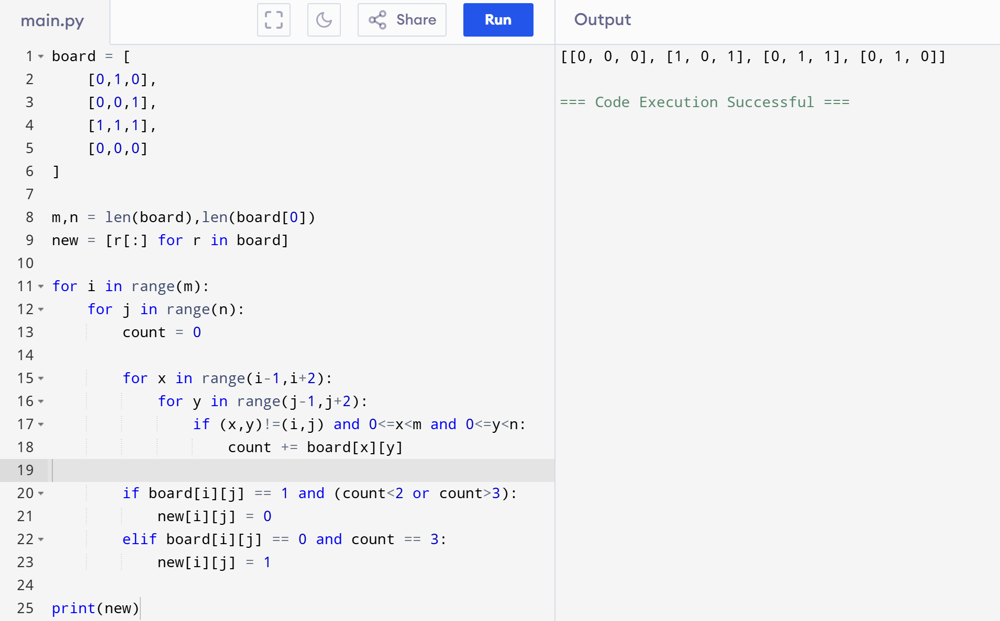 main.py
Share
Run
Output
1 board = [
2     [0,1,0],
3     [0,0,1],
4     [1,1,1],
5     [0,0,0]
6 ]
7
8 m,n = len(board),len(board[0])
9 new = [r[:] for r in board]
10
11 for i in range(m):
12     for j in range(n):
13         count = 0
14
15         for x in range(i-1,i+2):
16             for y in range(j-1,j+2):
17                 if (x,y)!=(i,j) and 0<=x<m and 0<=y<n:
18                     count += board[x][y]
19
20         if board[i][j] == 1 and (count<2 or count>3):
21             new[i][j] = 0
22         elif board[i][j] == 0 and count == 3:
23             new[i][j] = 1
24
25 print(new)
[[0, 0, 0], [1, 0, 1], [0, 1, 1], [0, 1, 0]]
=== Code Execution Successful ===